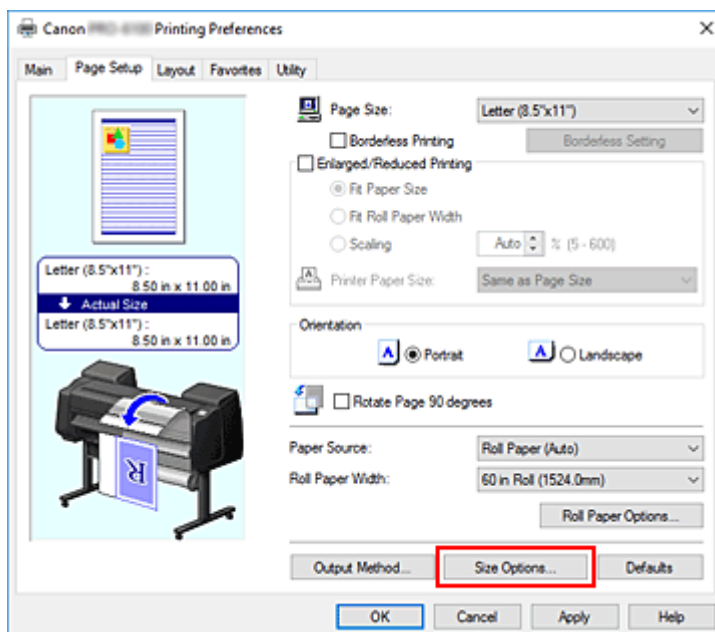 Canon Printing Preferences
Main Page Setup Layout Favorites Utility
Page Size: Letter (8.5"x11")
Borderless Printing Borderless Setting
Enlarged/Reduced Printing
Fit Paper Size
Fit Roll Paper Width
Scaling Auto % (5 - 600)
Printer Paper Size: Same as Page Size
Letter (8.5"x11") :
8.50 in x 11.00 in
Actual Size
Letter (8.5"x11") :
8.50 in x 11.00 in
Orientation
A Portrait A Landscape
Rotate Page 90 degrees
R
Paper Source: Roll Paper (Auto)
Roll Paper Width: 60 in Roll (1524.0mm)
Roll Paper Options...
Output Method... Size Options... Defaults
OK Cancel Apply Help